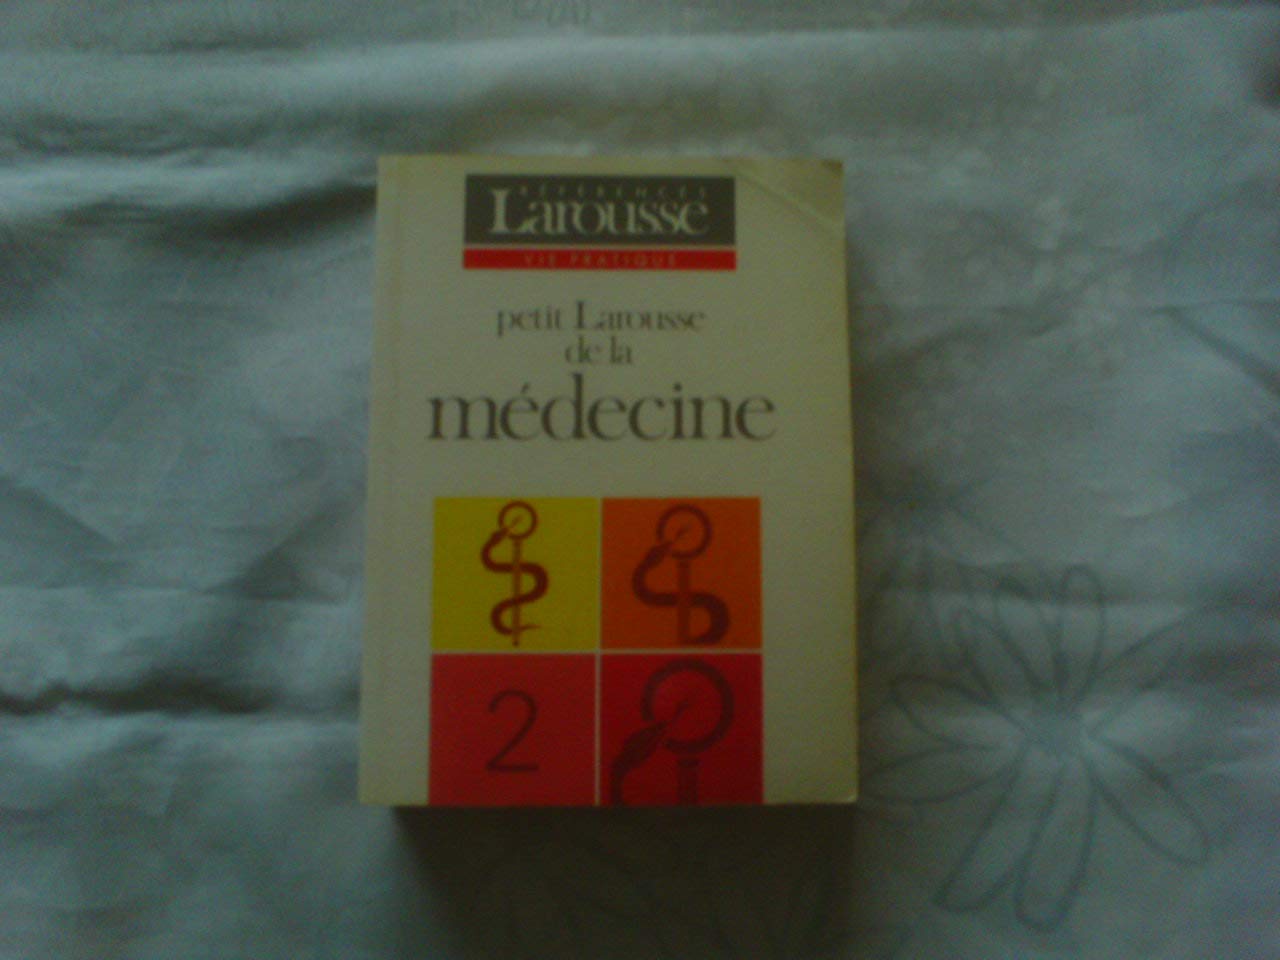 RÉFÉRENCES
Larousse
VIE PRATIQUE
petit Larousse
de la
médecine
2